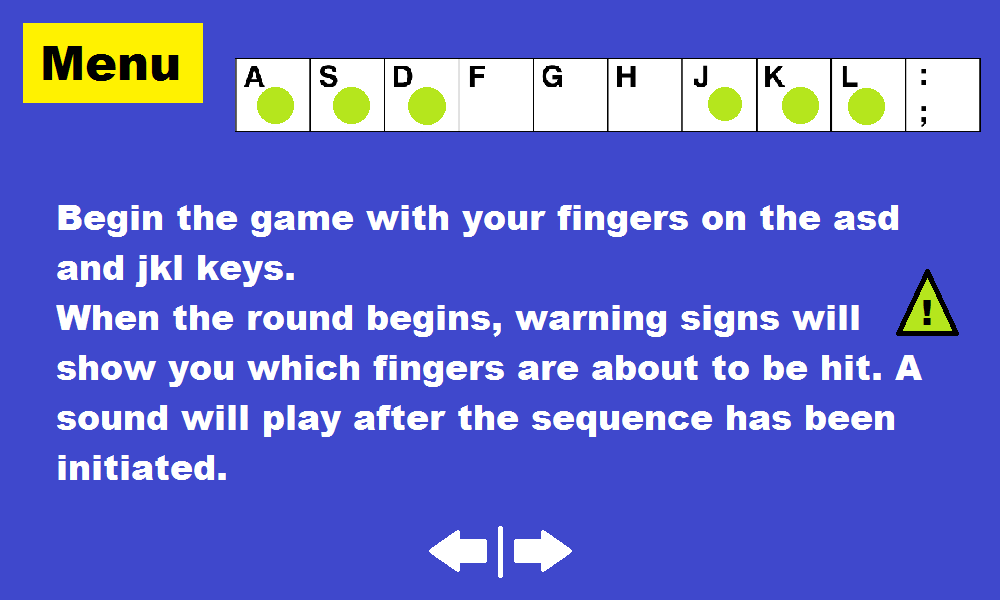 Menu
A S D F G H J K L :
;
Begin the game with your fingers on the asd
and jkl keys.
When the round begins, warning signs will
!
show you which fingers are about to be hit. A
sound will play after the sequence has been
initiated.